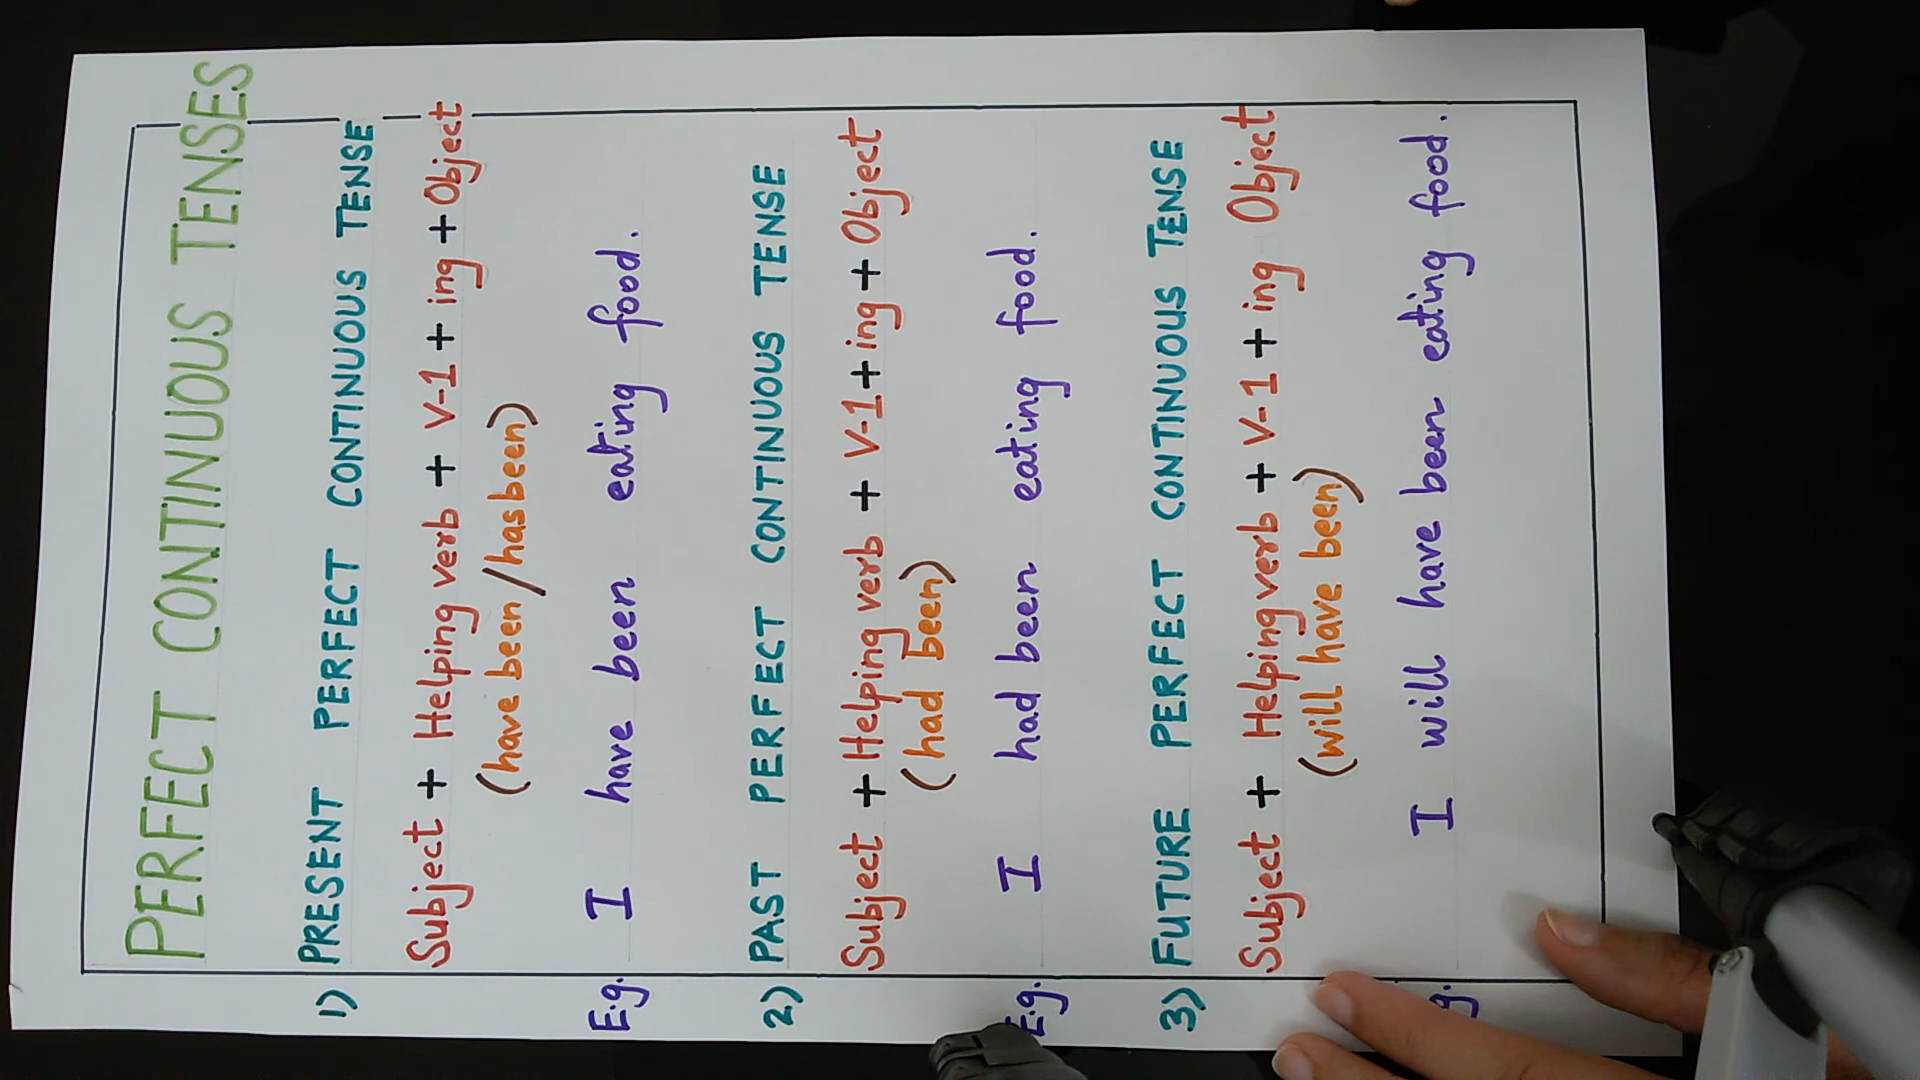 PERFECT CONTINUOUS TENSES
1) PRESENT PERFECT CONTINUOUS TENSE
Subject + Helping verb + V-1 + ing + Object
(have been / has been)
E.g. I have been eating food.
2) PAST PERFECT CONTINUOUS TENSE
Subject + Helping verb + V-1 + ing + Object
(had been)
E.g. I had been eating food.
3) FUTURE PERFECT CONTINUOUS TENSE
Subject + Helping verb + V-1 + ing Object
(will have been)
g. I will have been eating food.